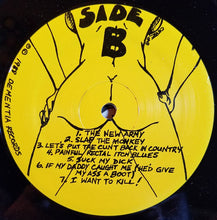 SIDE
B
1. THE NEW ARMY
2. SLAP THE MONKEY
3. LET'S PUT THE CUNT BACK IN COUNTRY
4. PAINFUL RECTAL ITCH BLUES
5. SUCK MY DICK
6. IF MY DADDY CAUGHT ME (HE'D GIVE
MY ASS A BOOT)
7. I WANT TO KILL!
DEMENTIA RECORDS